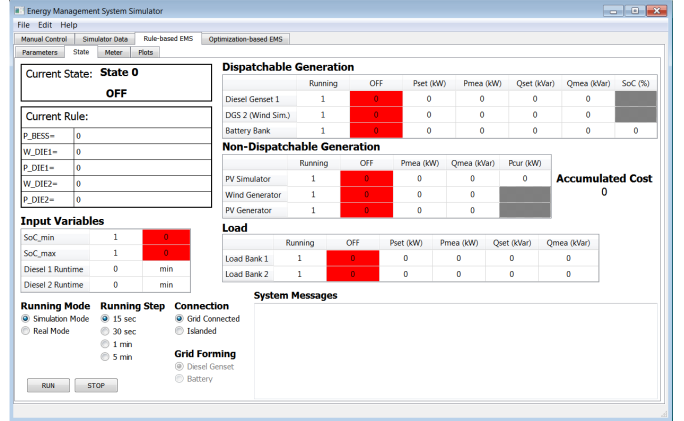 Energy Management System Simulator
File Edit Help
Manual Control Simulator Data Rule-based EMS Optimization-based EMS
Parameters State Meter Plots
Current State: State 0
OFF
Current Rule:
P_BESS= 0
W_DIE1= 0
P_DIE1= 0
W_DIE2= 0
P_DIE2= 0
Input Variables
SoC_min 1 0
SoC_max 1 0
Diesel 1 Runtime 0 min
Diesel 2 Runtime 0 min
Running Mode Running Step Connection
Simulation Mode 15 sec Grid Connected
Real Mode 30 sec Islanded
1 min
5 min
Grid Forming
Diesel Genset
Battery
RUN STOP
Dispatchable Generation
Running OFF Pset (kW) Pmea (kW) Qset (kVar) Qmea (kVar) SoC (%)
Diesel Genset 1 1 0 0 0 0 0
DGS 2 (Wind Sim.) 1 0 0 0 0 0
Battery Bank 1 0 0 0 0 0 0
Non-Dispatchable Generation
Running OFF Pmea (kW) Qmea (kVar) Pcur (kW)
PV Simulator 1 0 0 0 0
Wind Generator 1 0 0 0
PV Generator 1 0 0 0
Accumulated Cost
0
Load
Running OFF Pset (kW) Pmea (kW) Qset (kVar) Qmea (kVar)
Load Bank 1 1 0 0 0 0 0
Load Bank 2 1 0 0 0 0 0
System Messages